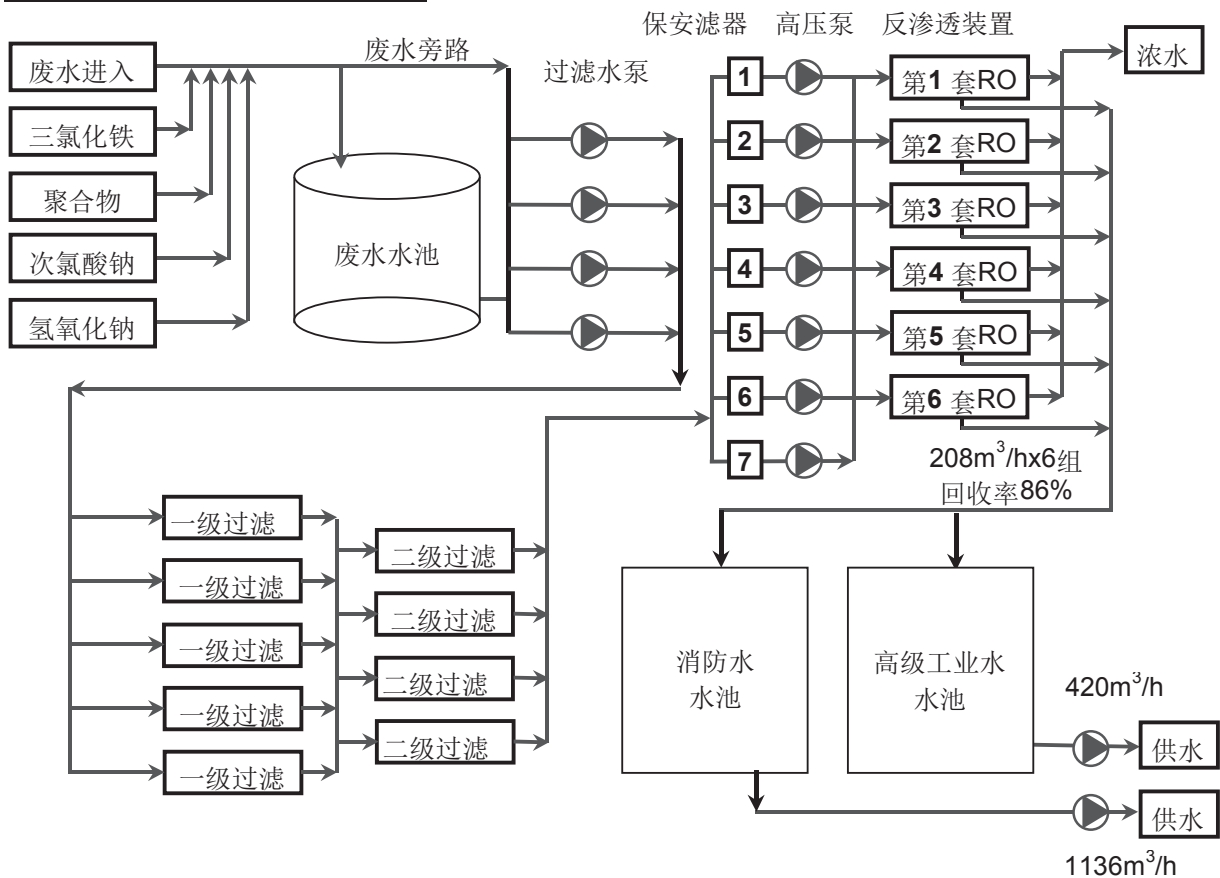 保安滤器
高压泵
反渗透装置
废水进入
废水旁路
过滤水泵
浓水
三氯化铁
聚合物
次氯酸钠
氢氧化钠
废水水池
1
2
3
4
5
6
7
第1 套RO
第2 套RO
第3 套RO
第4 套RO
第5 套RO
第6 套RO
208m³/hx6组
回收率86%
一级过滤
一级过滤
一级过滤
一级过滤
一级过滤
二级过滤
二级过滤
二级过滤
二级过滤
消防水
水池
高级工业水
水池
420m³/h
供水
供水
1136m³/h